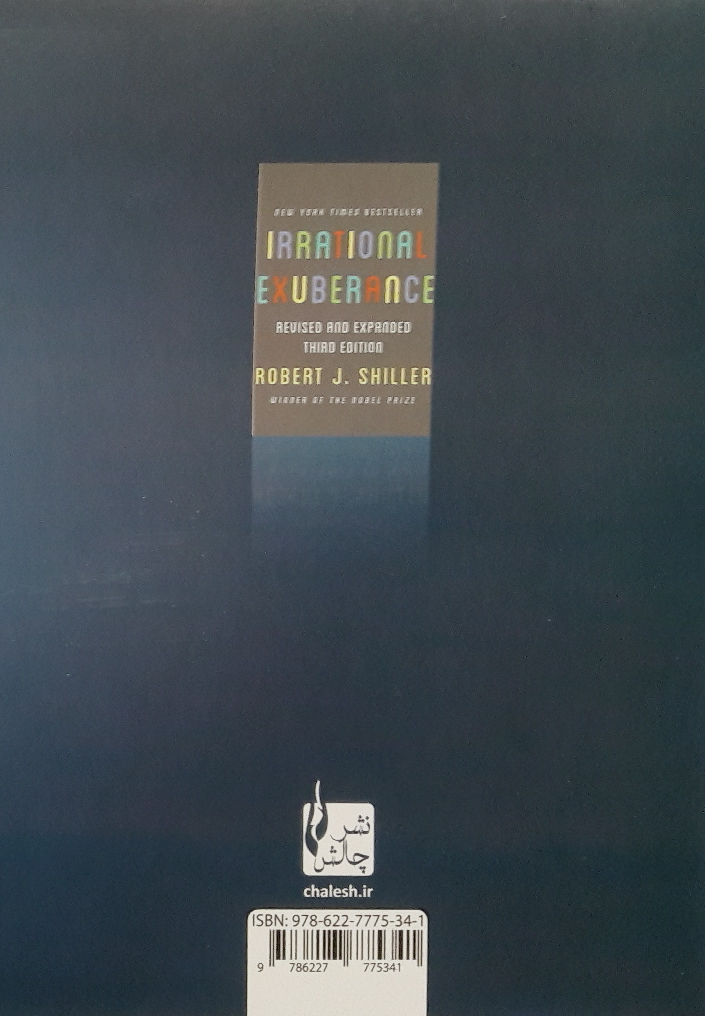 NEW YORK TIMES BESTSELLER
IRRATIONAL
EXUBERANCE
REVISED AND EXPANDED
THIRD EDITION
ROBERT J. SHILLER
WINNER OF THE NOBEL PRIZE
نشر
چالش
chalesh.ir
ISBN: 978-622-7775-34-1
9 786227 775341